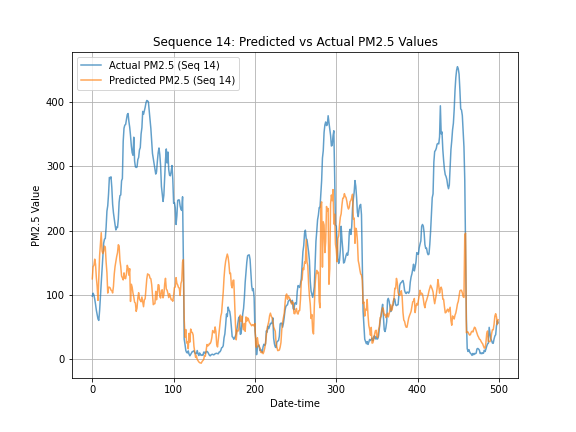 Sequence 14: Predicted vs Actual PM2.5 Values
Actual PM2.5 (Seq 14)
Predicted PM2.5 (Seq 14)
400
300
200
100
0
PM2.5 Value
0 100 200 300 400 500
Date-time